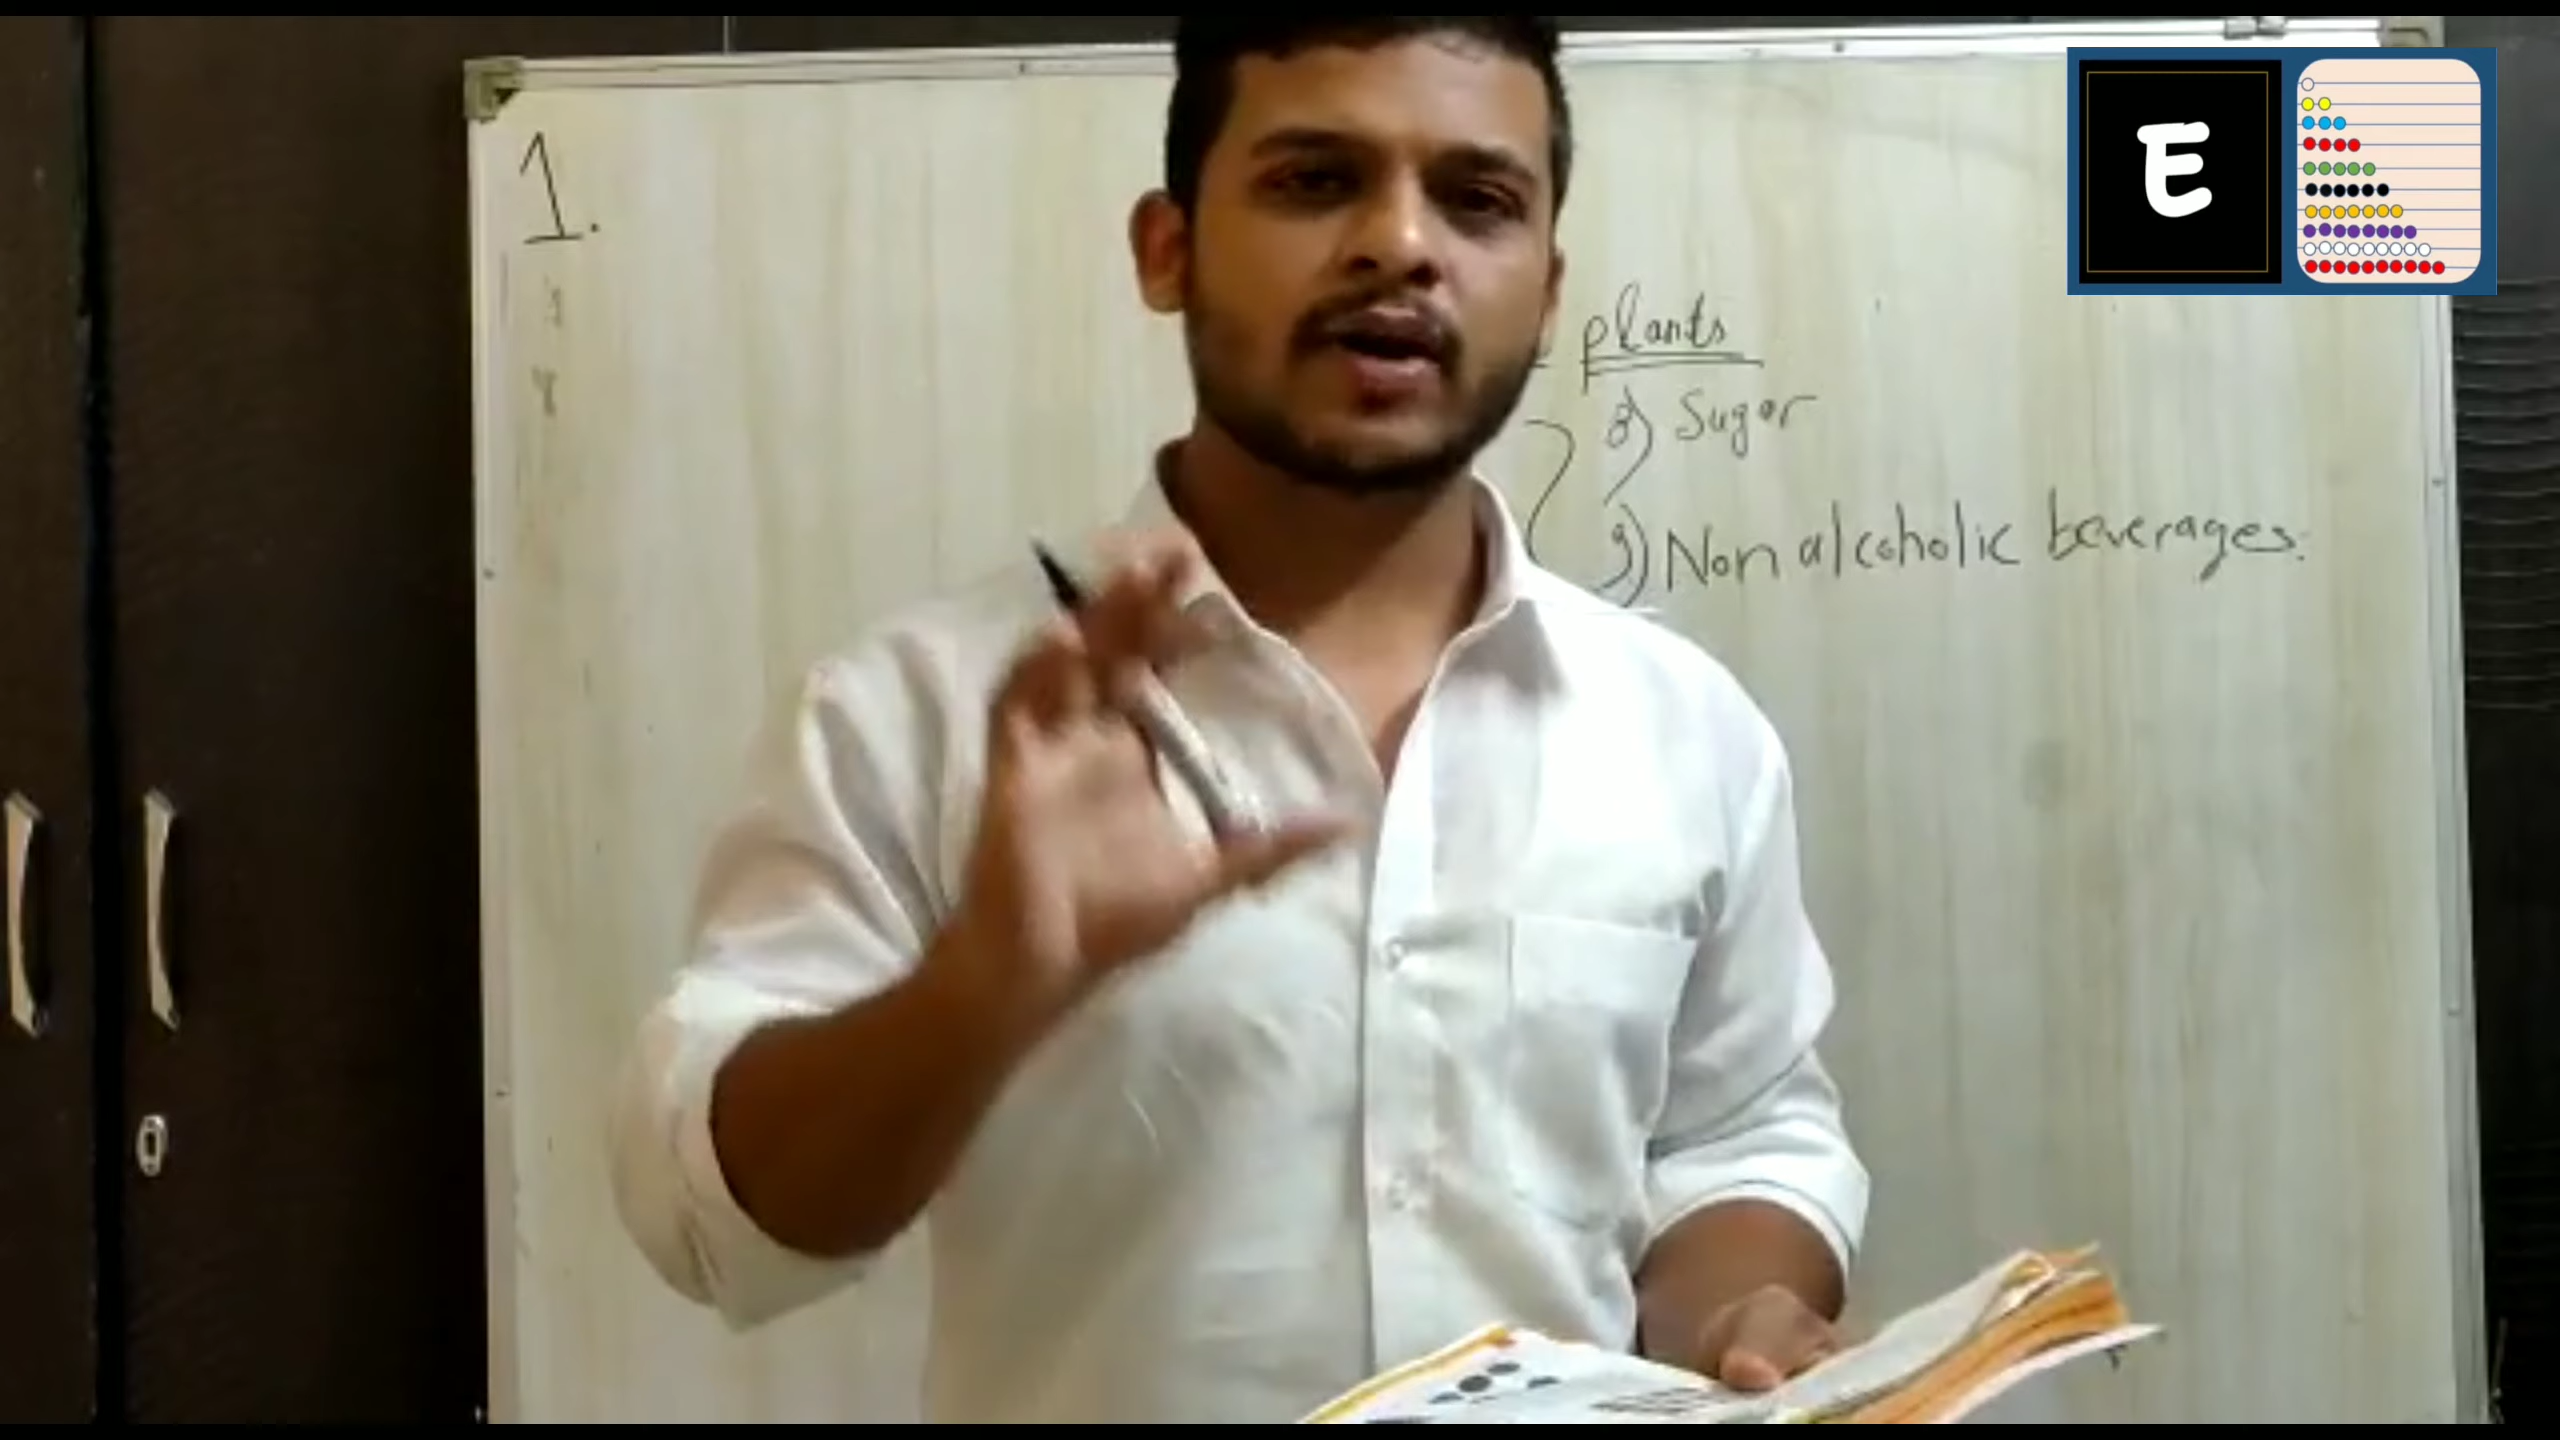 1.
E
plants
8) Sugar
9) Non alcoholic beverages.